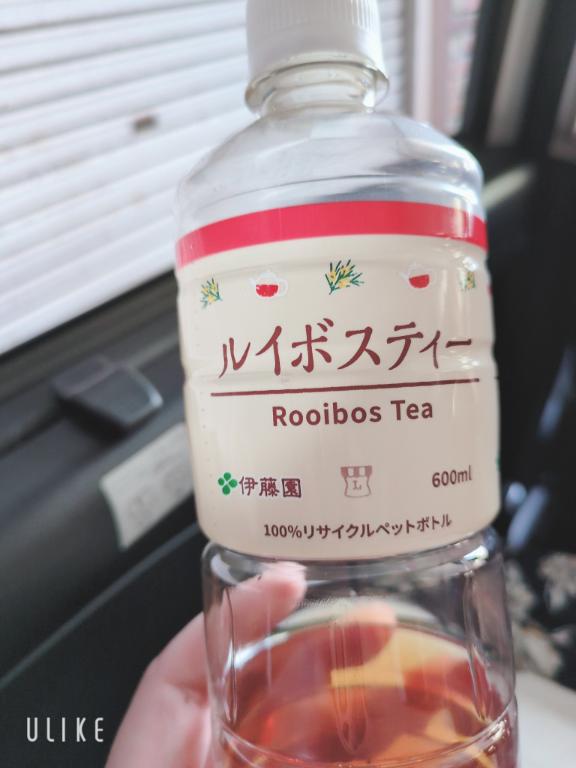 ルイボスティー
Rooibos Tea
伊藤園
L
600ml
100%リサイクルペットボトル
ULIKE